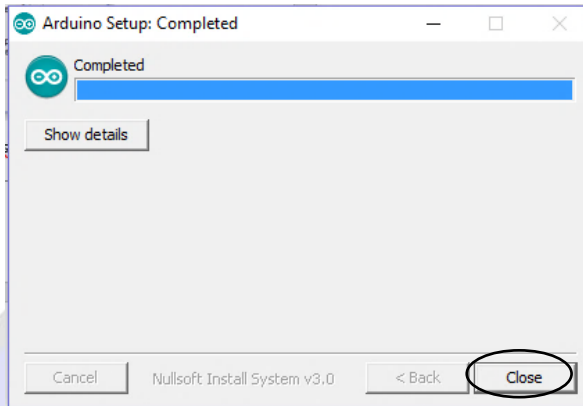 Arduino Setup: Completed
Completed
Show details
Cancel Nullsoft Install System v3.0 < Back Close